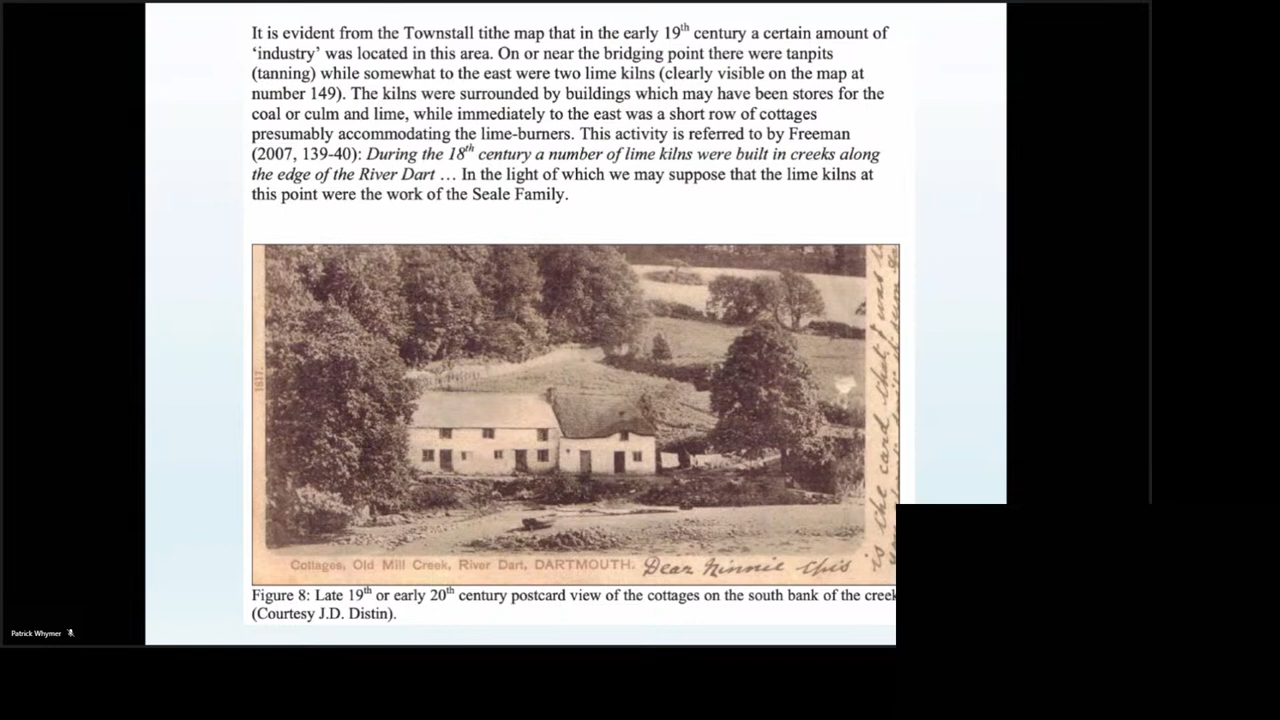 It is evident from the Townstall tithe map that in the early 19th century a certain amount of
‘industry’ was located in this area. On or near the bridging point there were tanpits
(tanning) while somewhat to the east were two lime kilns (clearly visible on the map at
number 149). The kilns were surrounded by buildings which may have been stores for the
coal or culm and lime, while immediately to the east was a short row of cottages
presumably accommodating the lime-burners. This activity is referred to by Freeman
(2007, 139-40): During the 18th century a number of lime kilns were built in creeks along
the edge of the River Dart … In the light of which we may suppose that the lime kilns at
this point were the work of the Seale Family.
1817.
Cottages, Old Mill Creek, River Dart, DARTMOUTH.
Dear Ninnie this
is the card that I was
Figure 8: Late 19th or early 20th century postcard view of the cottages on the south bank of the creek
(Courtesy J.D. Distin).
Patrick Whymer